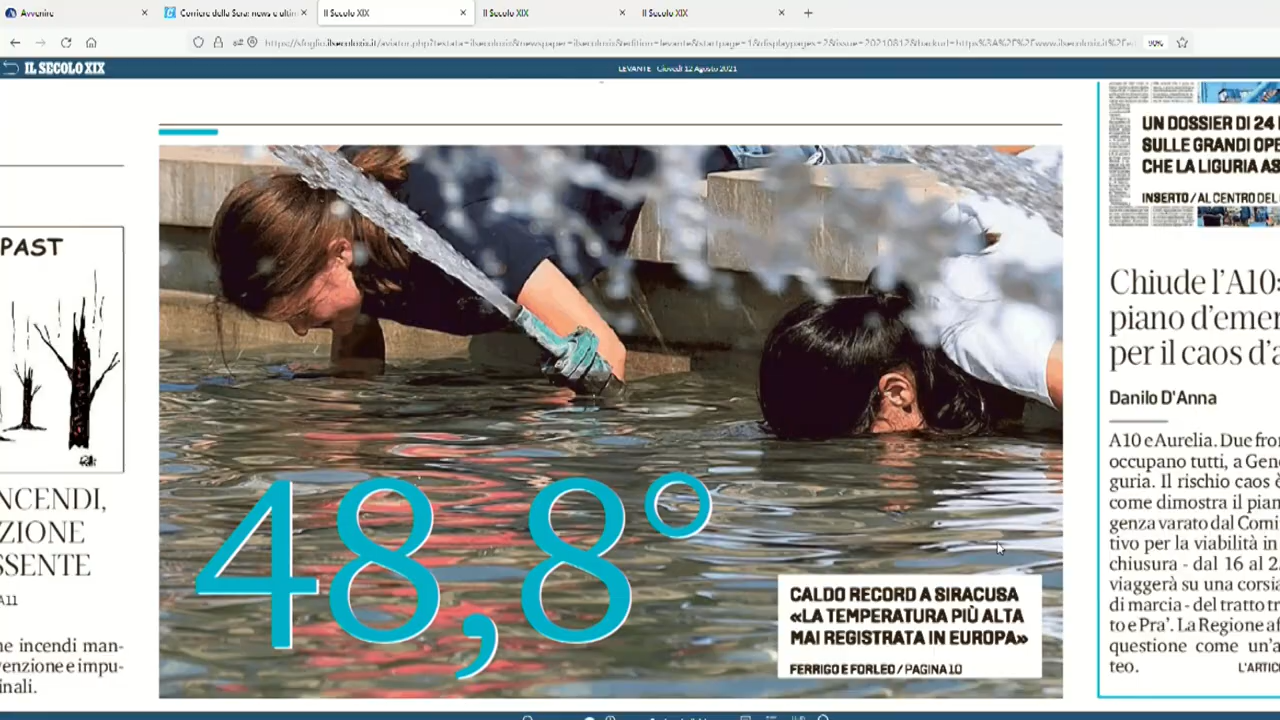 Avvenire
Corriere della Sera: news e ultim
Il Secolo XIX
Il Secolo XIX
Il Secolo XIX
90%
IL SECOLO XIX
LEVANTE Giovedì 12 Agosto 2021
UN DOSSIER DI 24
SULLE GRANDI OPE
CHE LA LIGURIA AS
INSERTO / AL CENTRO DEL
PAST
NCENDI,
ZIONE
SSENTE
A11
ne incendi man-
venzione e impu-
inali.
48,8°
CALDO RECORD A SIRACUSA
«LA TEMPERATURA PIÙ ALTA
MAI REGISTRATA IN EUROPA»
FERRIGO E FORLEO / PAGINA 10
Chiude l'A10:
piano d'emer
per il caos d'a
Danilo D'Anna
A10 e Aurelia. Due fron
occupano tutti, a Geno
guria. Il rischio caos è
come dimostra il pian
genza varato dal Com
tivo per la viabilità in
chiusura - dal 16 al 2
viaggerà su una corsia
di marcia - del tratto tr
to e Pra'. La Regione af
questione come un'a
teo.
L'ARTIC